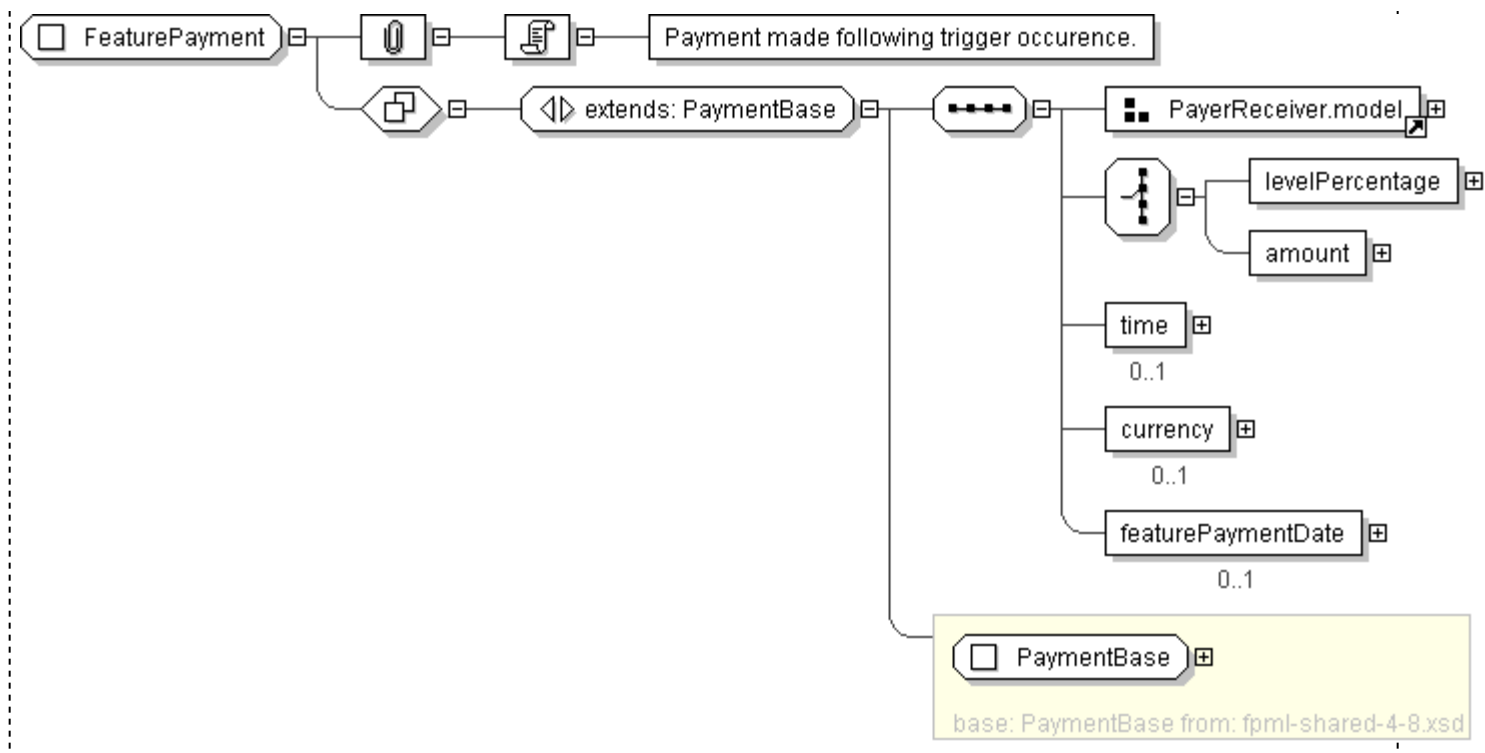 FeaturePayment
Payment made following trigger occurence.
extends: PaymentBase
PayerReceiver.model
levelPercentage
amount
time
0..1
currency
0..1
featurePaymentDate
0..1
PaymentBase
base: PaymentBase from: fpml-shared-4-8.xsd